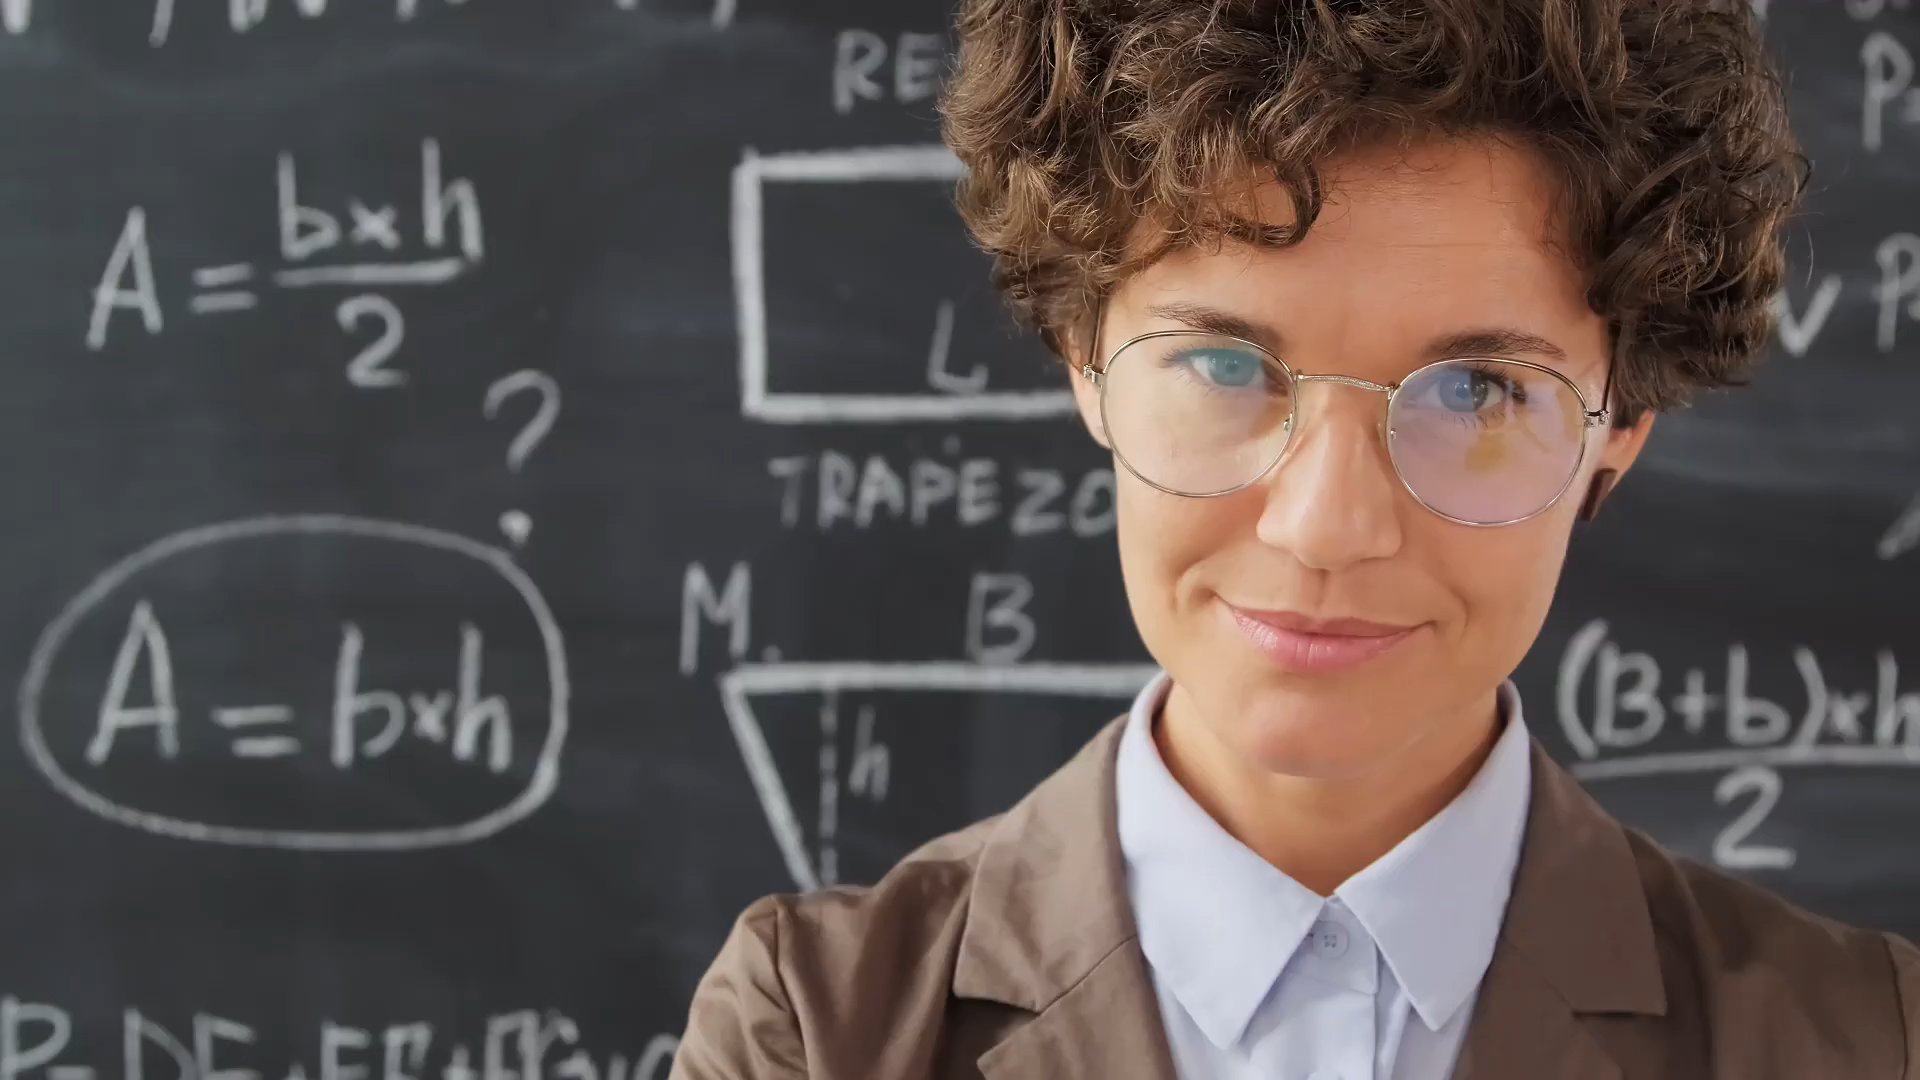 RE
A = b×h
2
L
?
TRAPEZO
M. B
A = b×h
h
(B+b)×h
2